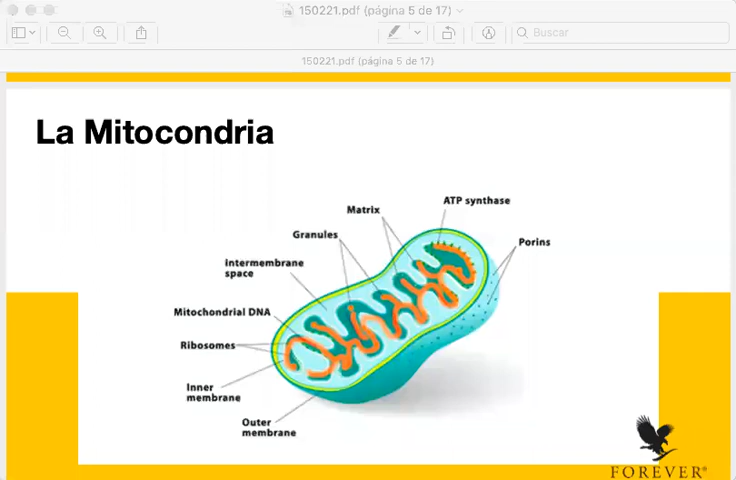 150221.pdf (página 5 de 17)
Buscar
150221.pdf (página 5 de 17)
La Mitocondria
ATP synthase
Matrix
Granules
Porins
Intermembrane
space
Mitochondrial DNA
Ribosomes
Inner
membrane
Outer
membrane
FOREVER®